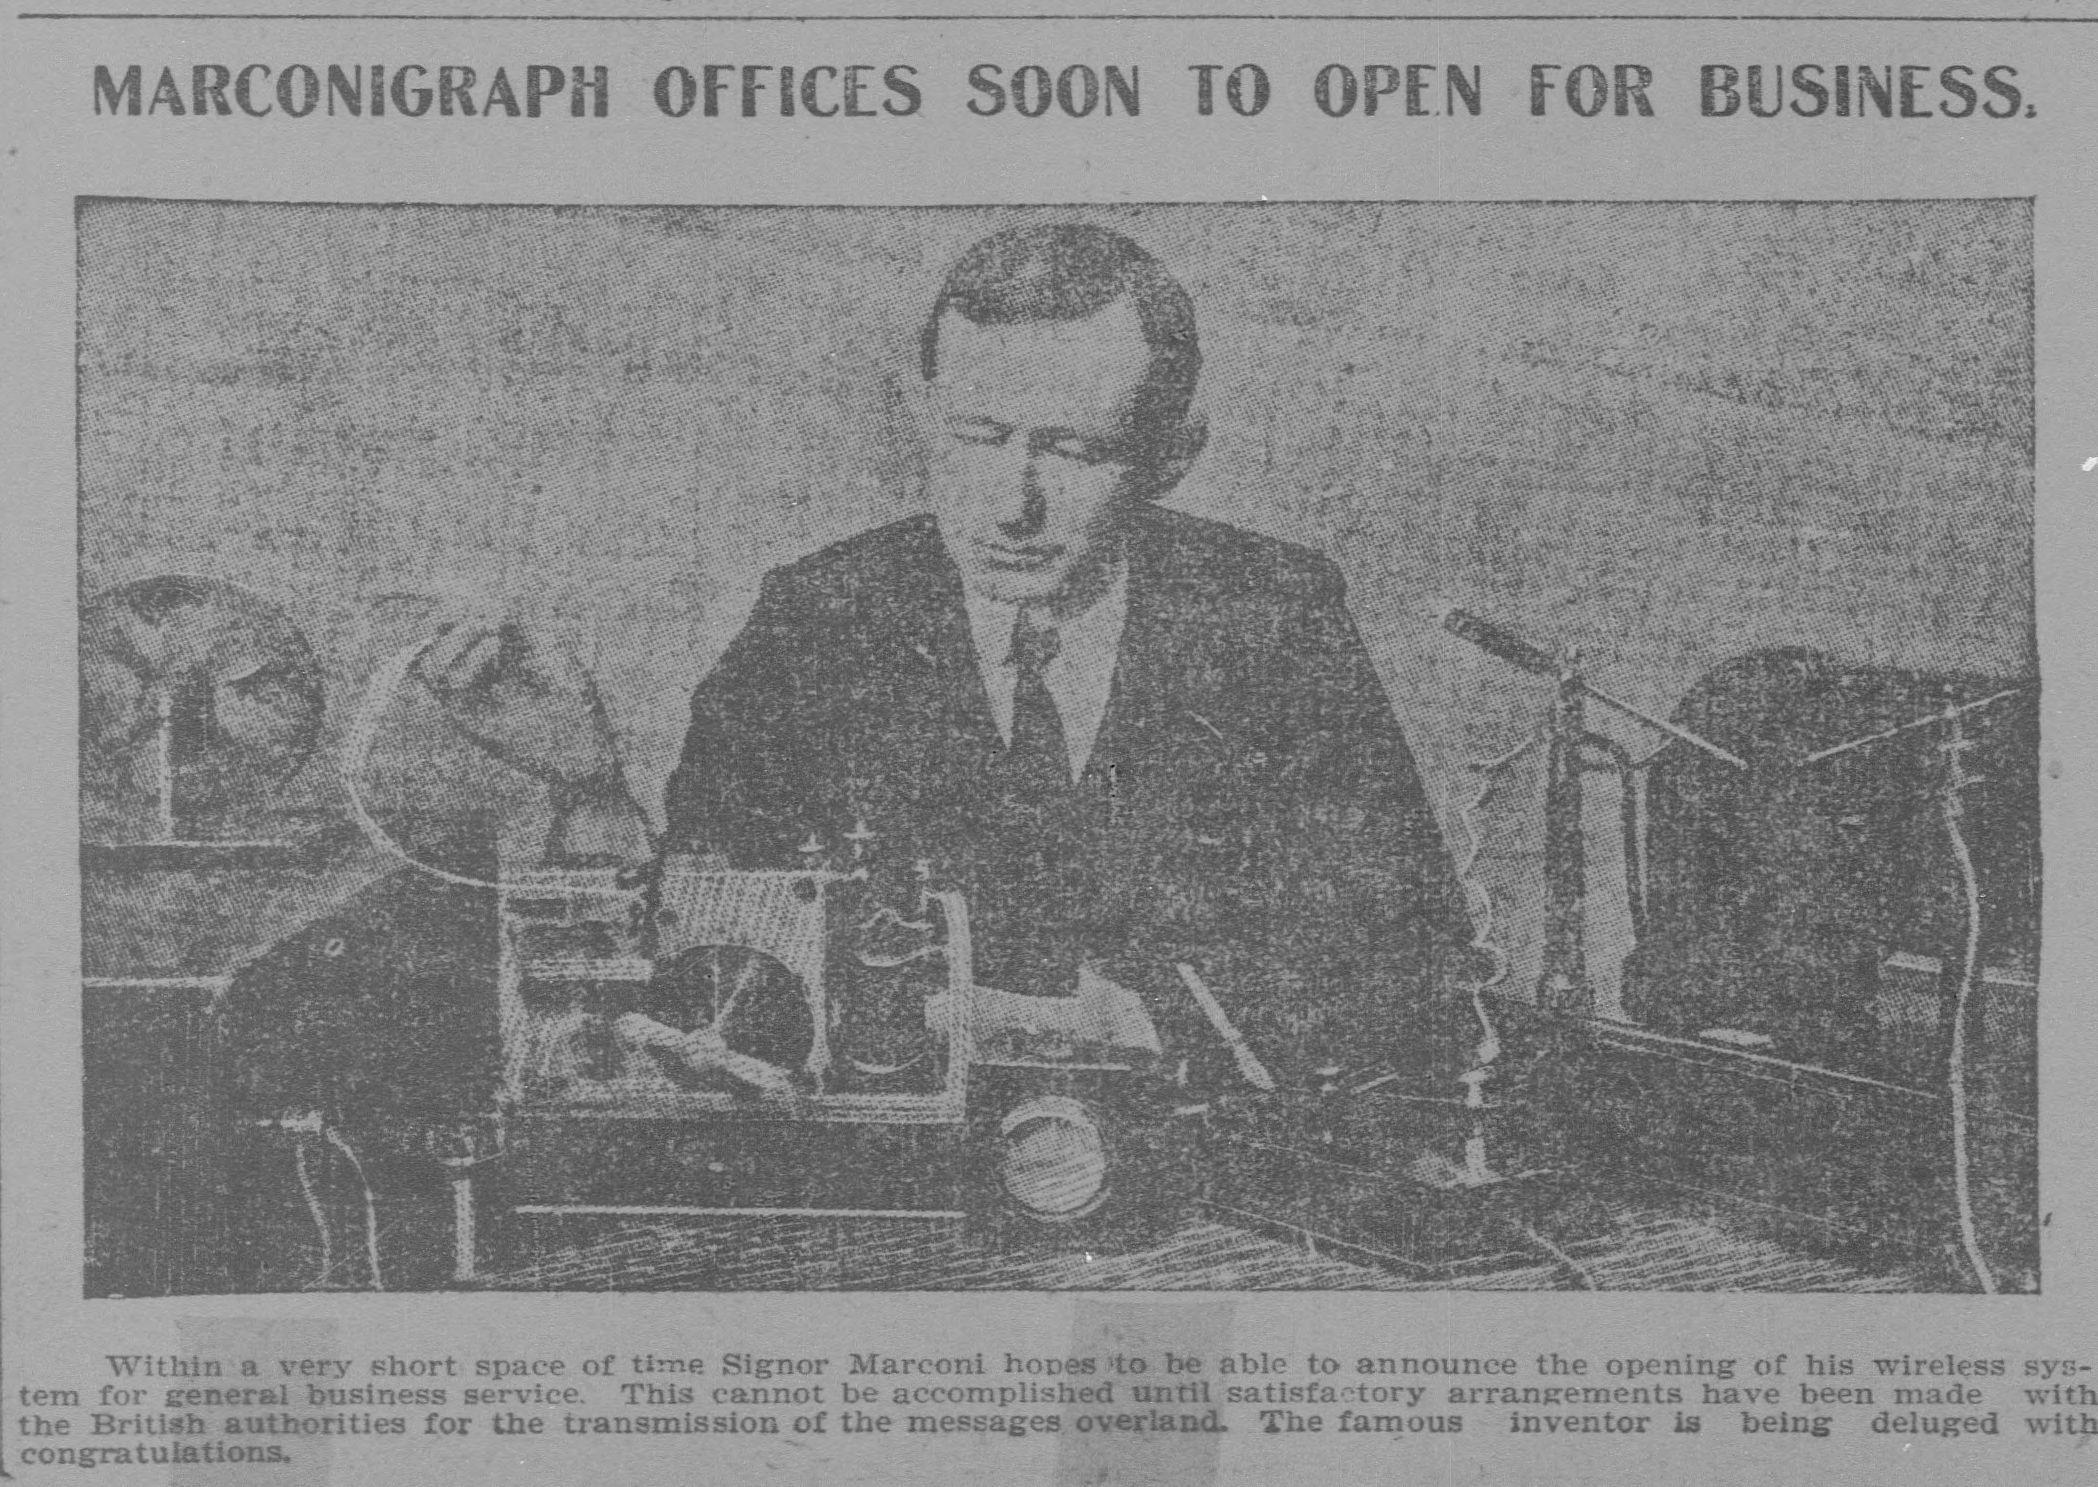 MARCONIGRAPH OFFICES SOON TO OPEN FOR BUSINESS.
Within a very short space of time Signor Marconi hopes to be able to announce the opening of his wireless sys-
tem for general business service. This cannot be accomplished until satisfactory arrangements have been made with
the British authorities for the transmission of the messages overland. The famous inventor is being deluged with
congratulations.